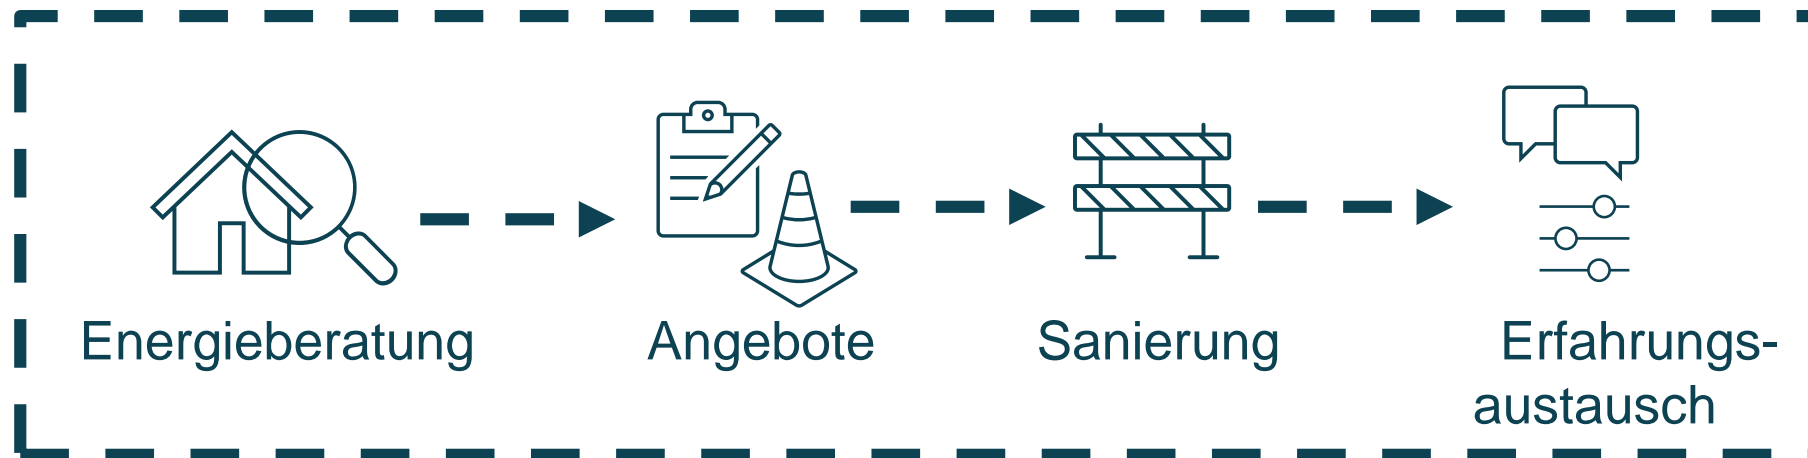 Energieberatung
Angebote
Sanierung
Erfahrungs-
austausch